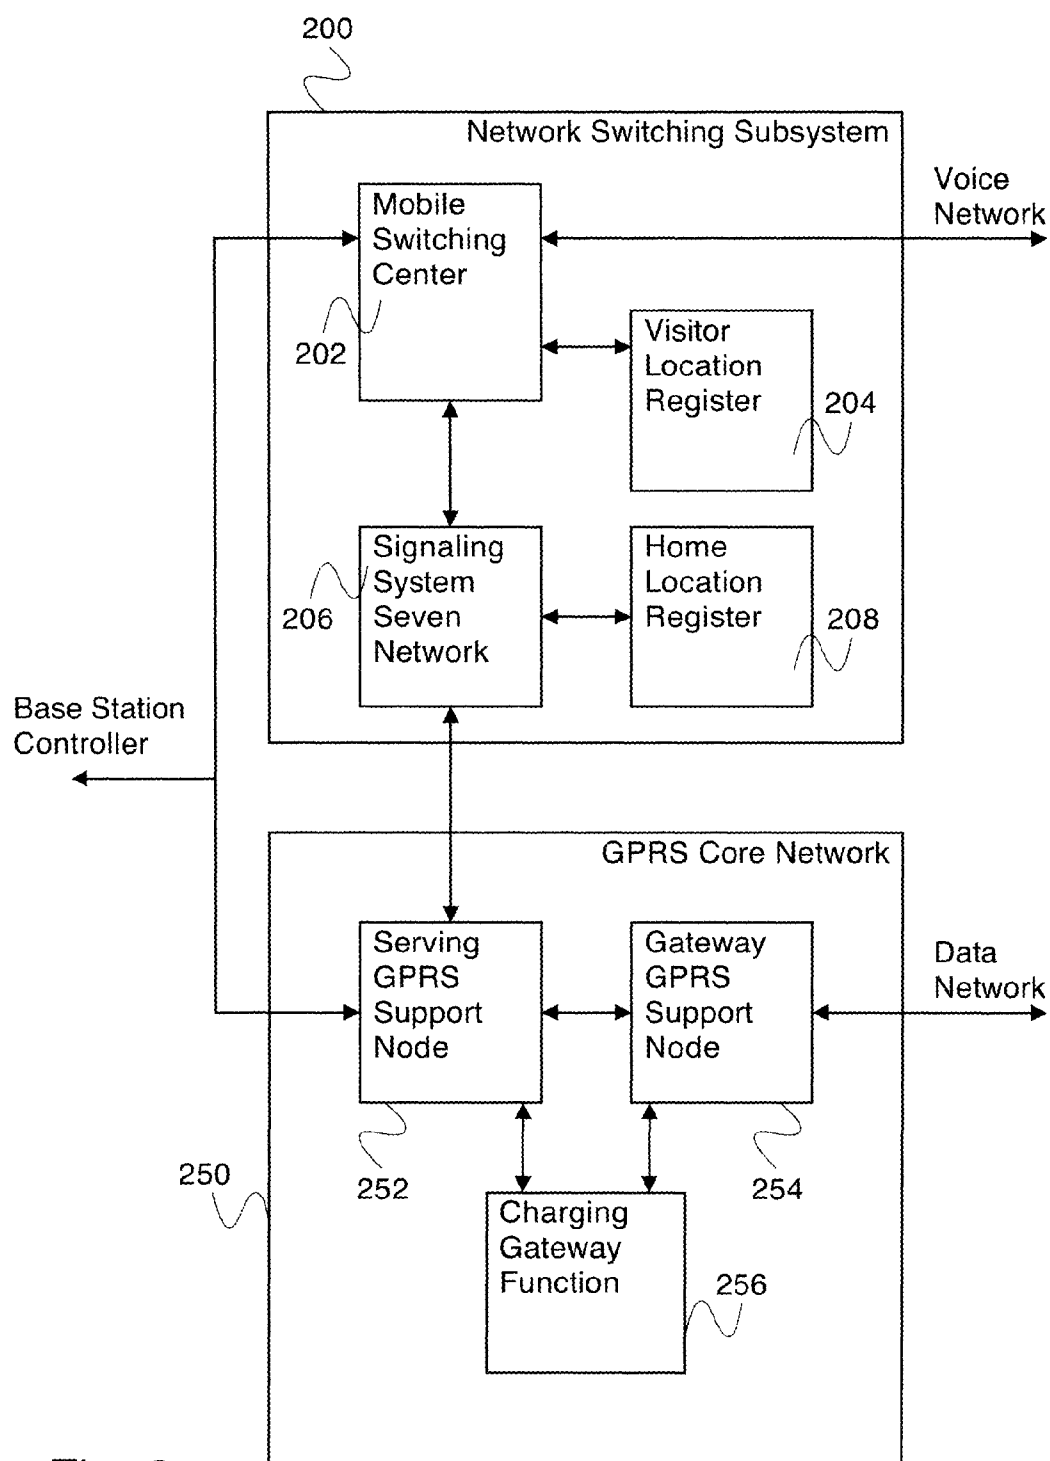 200
Network Switching Subsystem
Voice
Network
Mobile
Switching
Center
202
Visitor
Location
Register
204
Signaling
System
Seven
Network
206
Home
Location
Register
208
Base Station
Controller
GPRS Core Network
Serving
GPRS
Support
Node
Gateway
GPRS
Support
Node
Data
Network
250
252
254
Charging
Gateway
Function
256